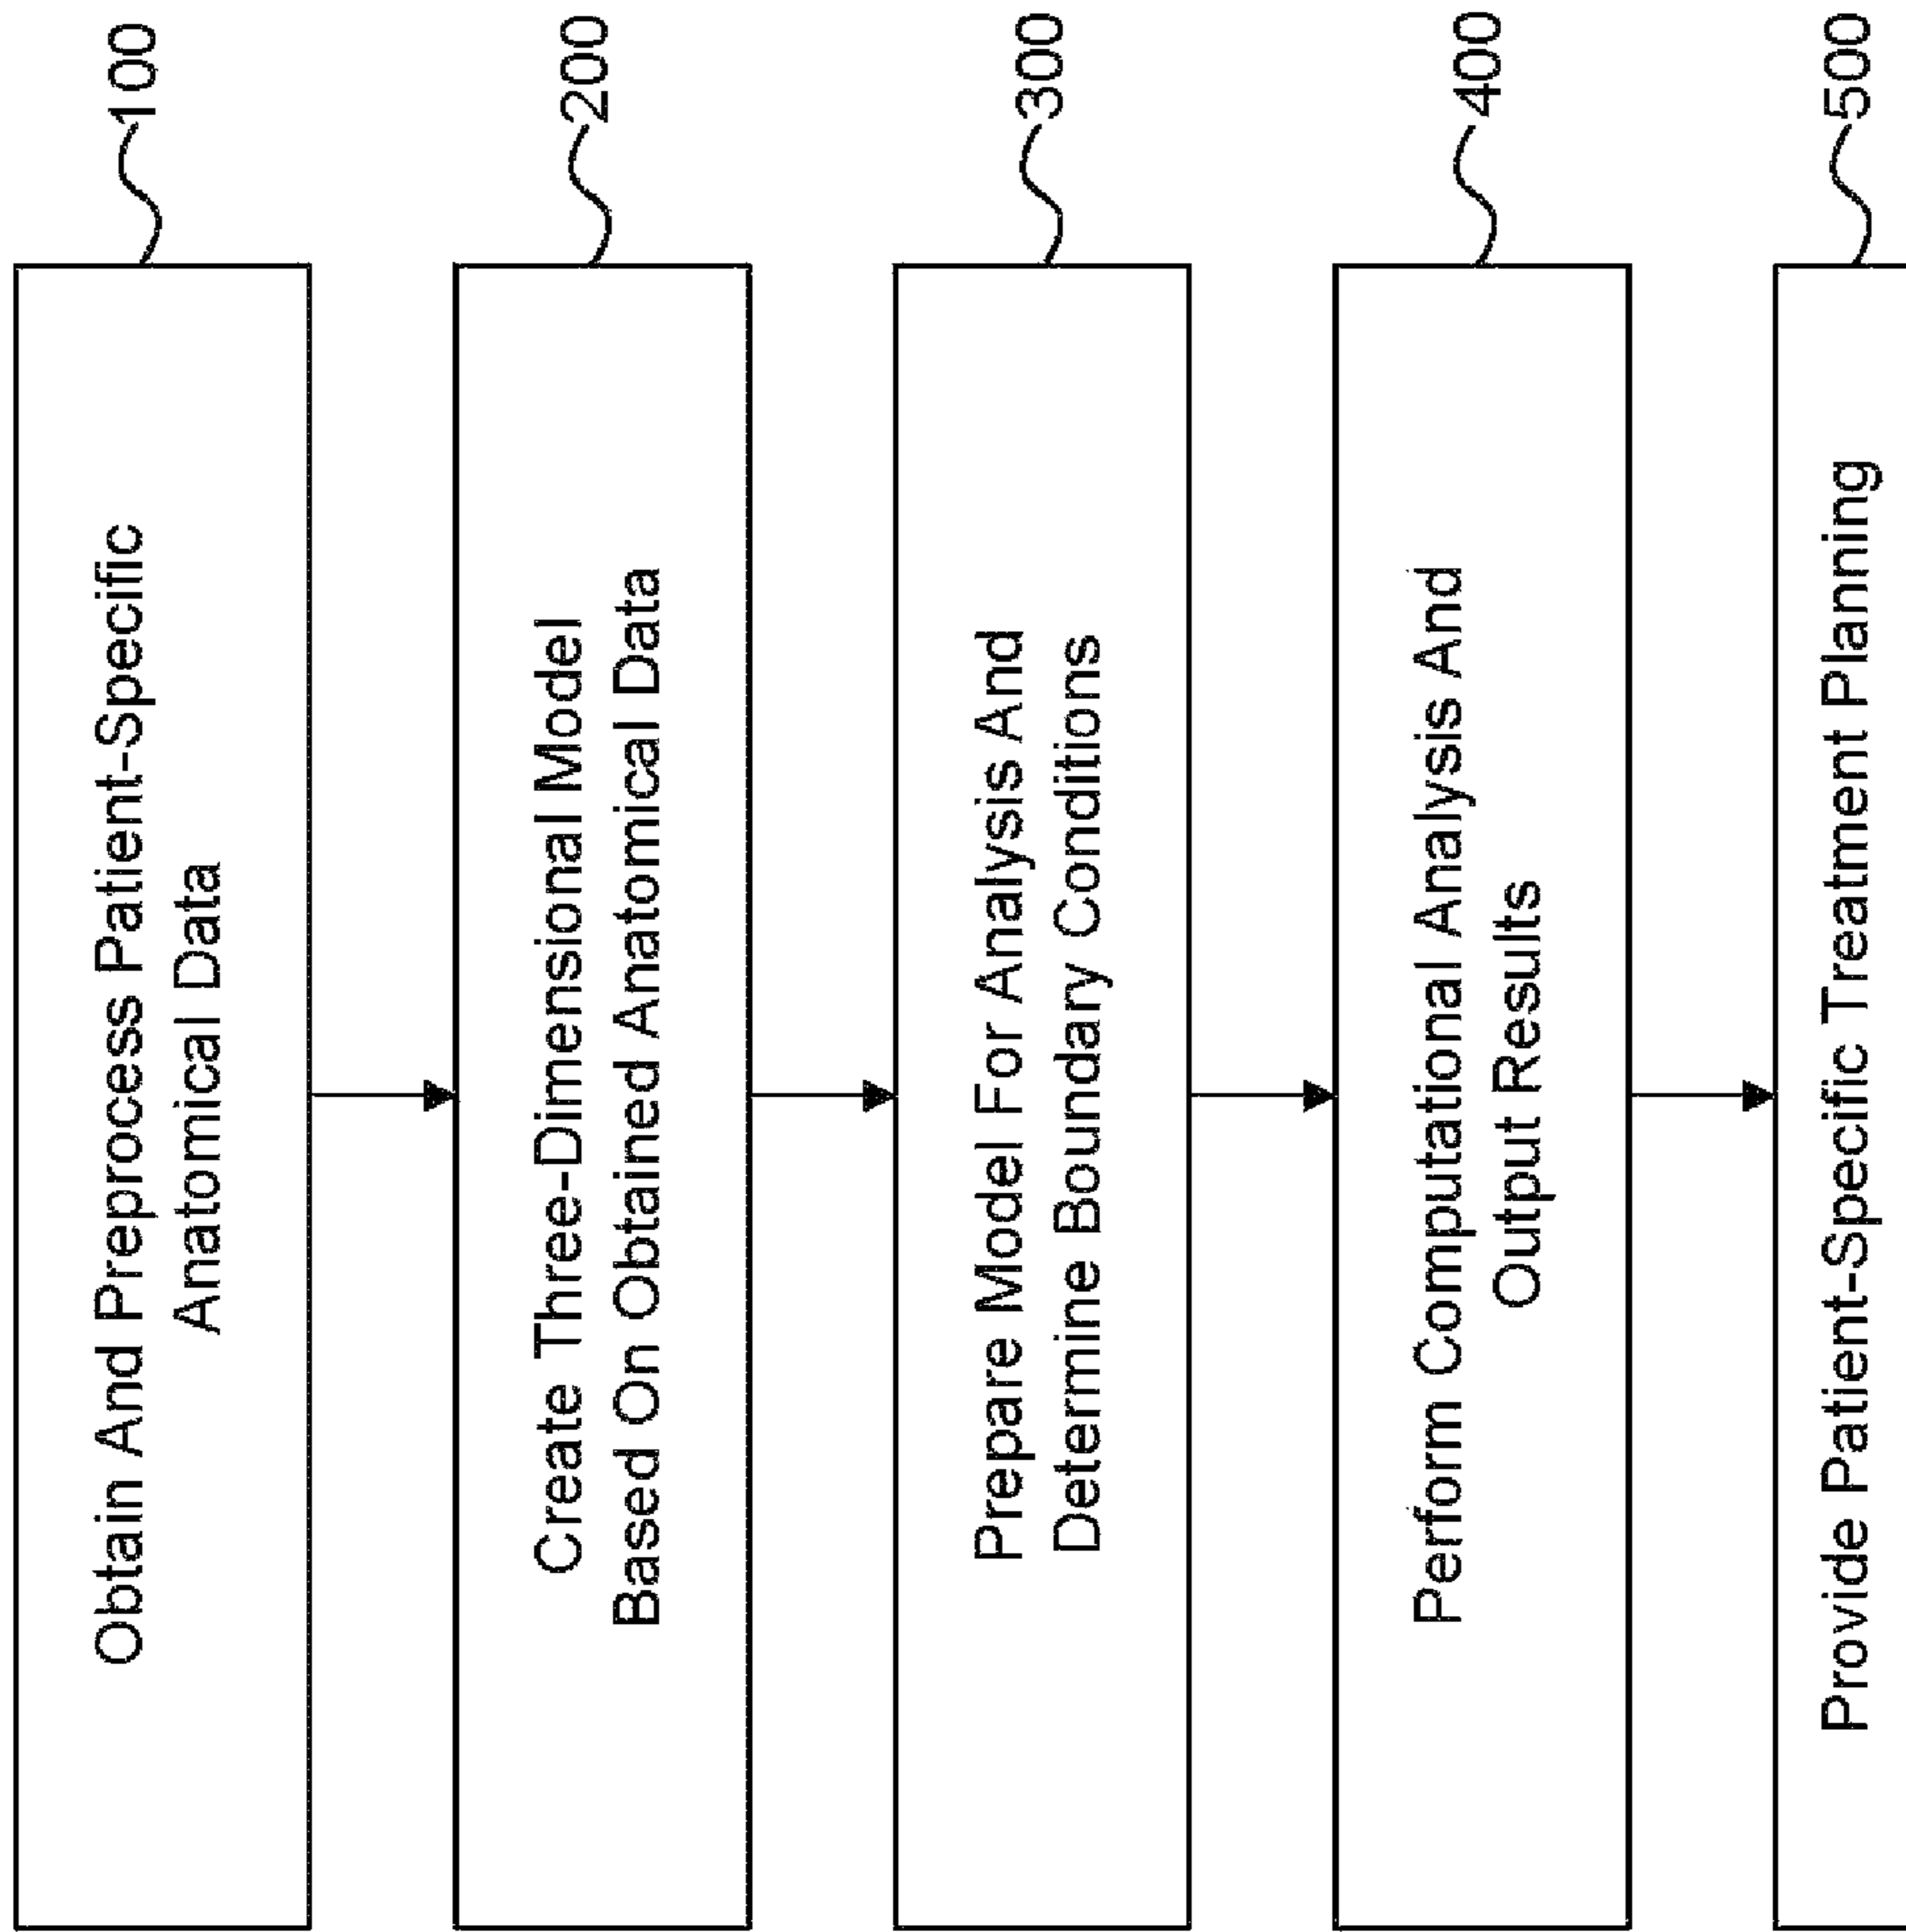 Obtain And Preprocess Patient-Specific
Anatomical Data
100
Create Three-Dimensional Model
Based On Obtained Anatomical Data
200
Prepare Model For Analysis And
Determine Boundary Conditions
300
Perform Computational Analysis And
Output Results
400
Provide Patient-Specific Treatment Planning
500